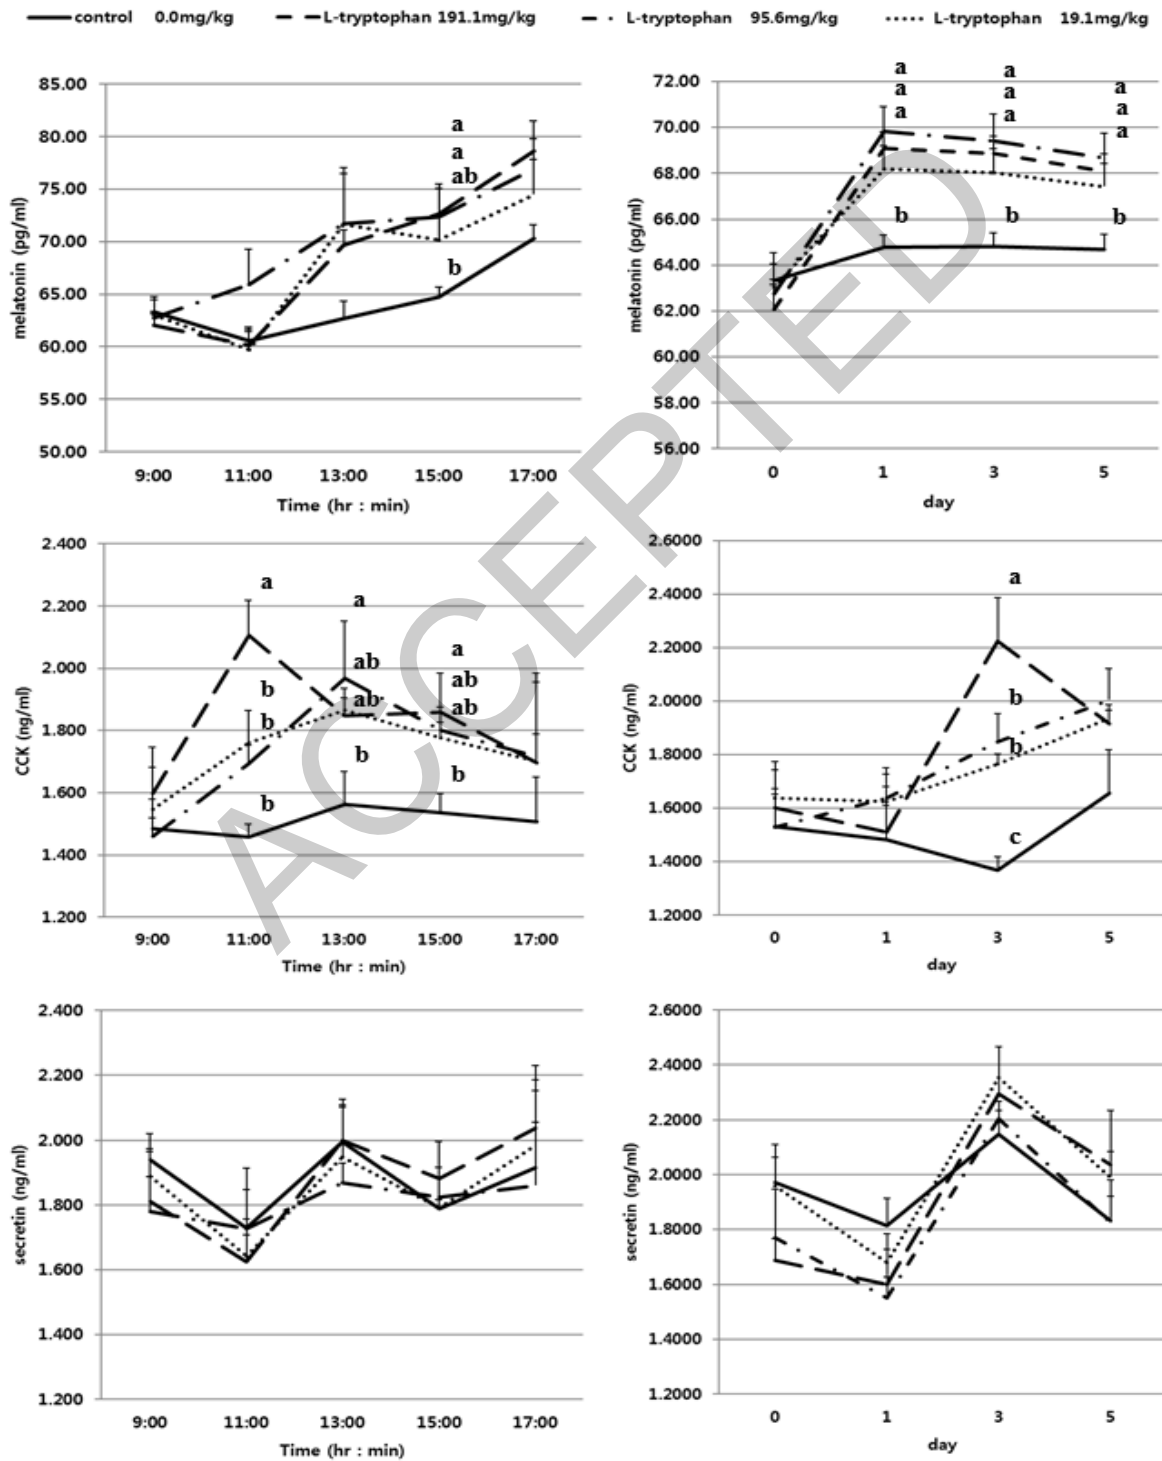 control 0.0mg/kg L-tryptophan 191.1mg/kg L-tryptophan 95.6mg/kg L-tryptophan 19.1mg/kg
melatonin (pg/ml)
85.00
80.00
75.00
70.00
65.00
60.00
55.00
50.00
a
a
ab
b
9:00 11:00 13:00 15:00 17:00
Time (hr : min)
melatonin (pg/ml)
72.00
70.00
68.00
66.00
64.00
62.00
60.00
58.00
56.00
a a a
a a a
a a a
b b b
0 1 3 5
day
CCK (ng/ml)
2.400
2.200
2.000
1.800
1.600
1.400
1.200
a
b
b
b
a
ab
ab
b
a
ab
ab
b
9:00 11:00 13:00 15:00 17:00
Time (hr : min)
CCK (ng/ml)
2.6000
2.4000
2.2000
2.0000
1.8000
1.6000
1.4000
1.2000
a
b
b
c
0 1 3 5
day
secretin (ng/ml)
2.400
2.200
2.000
1.800
1.600
1.400
1.200
9:00 11:00 13:00 15:00 17:00
Time (hr : min)
secretin (ng/ml)
2.6000
2.4000
2.2000
2.0000
1.8000
1.6000
1.4000
1.2000
0 1 3 5
day
ACCEPTED